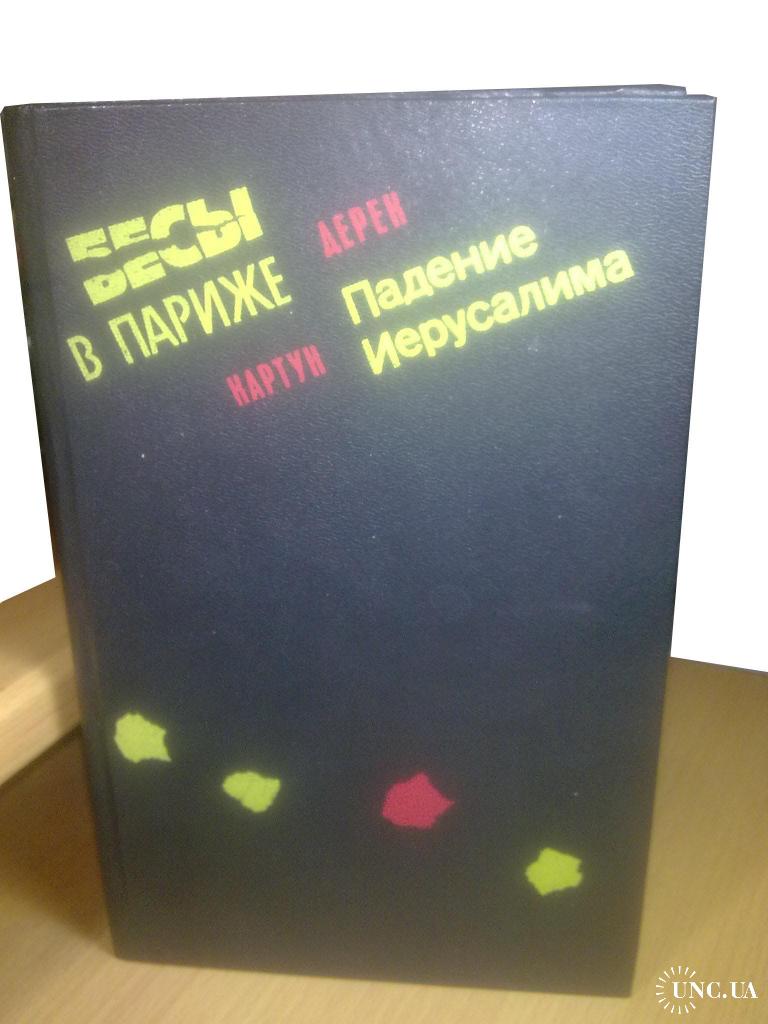 БЕСЫ
В ПАРИЖЕ
КАРТУН
ДЕРЕК
Падение
Иерусалима
UNC.UA